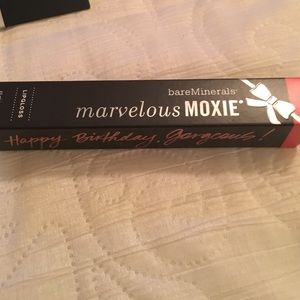 bareMinerals®
marvelous MOXIE®
LIPGLOSS
Happy Birthday, Gorgeous!